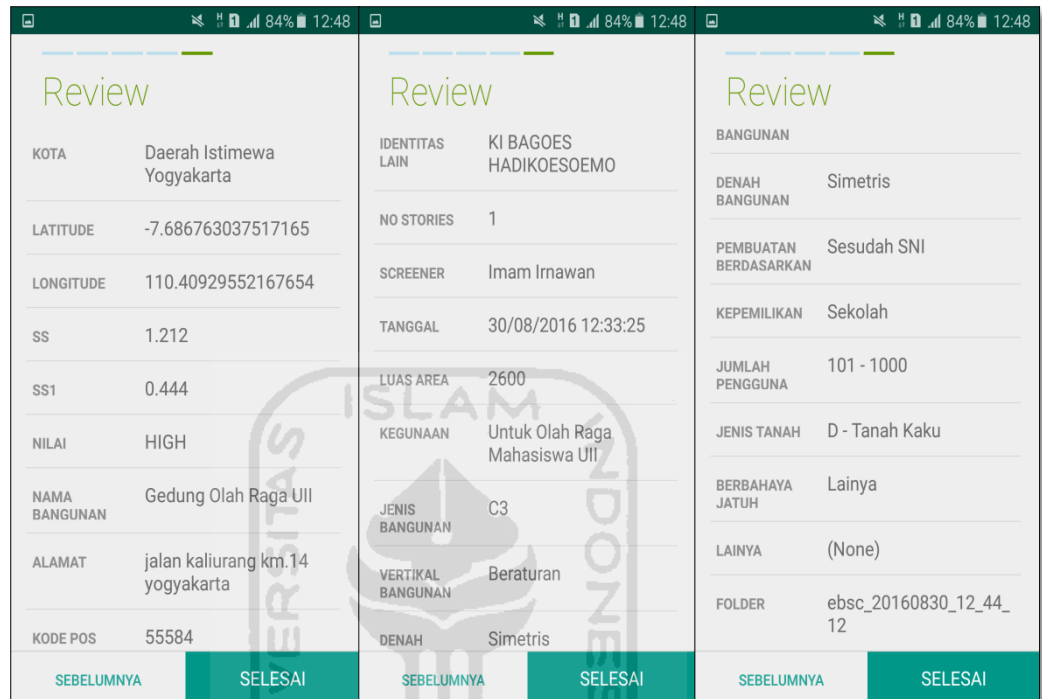 84% 12:48
Review
KOTA Daerah Istimewa
Yogyakarta
LATITUDE -7.686763037517165
LONGITUDE 110.40929552167654
SS 1.212
SS1 0.444
NILAI HIGH
NAMA
BANGUNAN Gedung Olah Raga UII
ALAMAT jalan kaliurang km.14
yogyakarta
KODE POS 55584
SEBELUMNYA SELESAI
84% 12:48
Review
IDENTITAS
LAIN KI BAGOES
HADIKOESOEMO
NO STORIES 1
SCREENER Imam Irnawan
TANGGAL 30/08/2016 12:33:25
LUAS AREA 2600
KEGUNAAN Untuk Olah Raga
Mahasiswa UII
JENIS
BANGUNAN C3
VERTIKAL
BANGUNAN Beraturan
DENAH Simetris
SEBELUMNYA SELESAI
84% 12:48
Review
BANGUNAN
DENAH
BANGUNAN Simetris
PEMBUATAN
BERDASARKAN Sesudah SNI
KEPEMILIKAN Sekolah
JUMLAH
PENGGUNA 101 - 1000
JENIS TANAH D - Tanah Kaku
BERBAHAYA
JATUH Lainya
LAINYA (None)
FOLDER ebsc_20160830_12_44_
12
SEBELUMNYA SELESAI
ISLAM